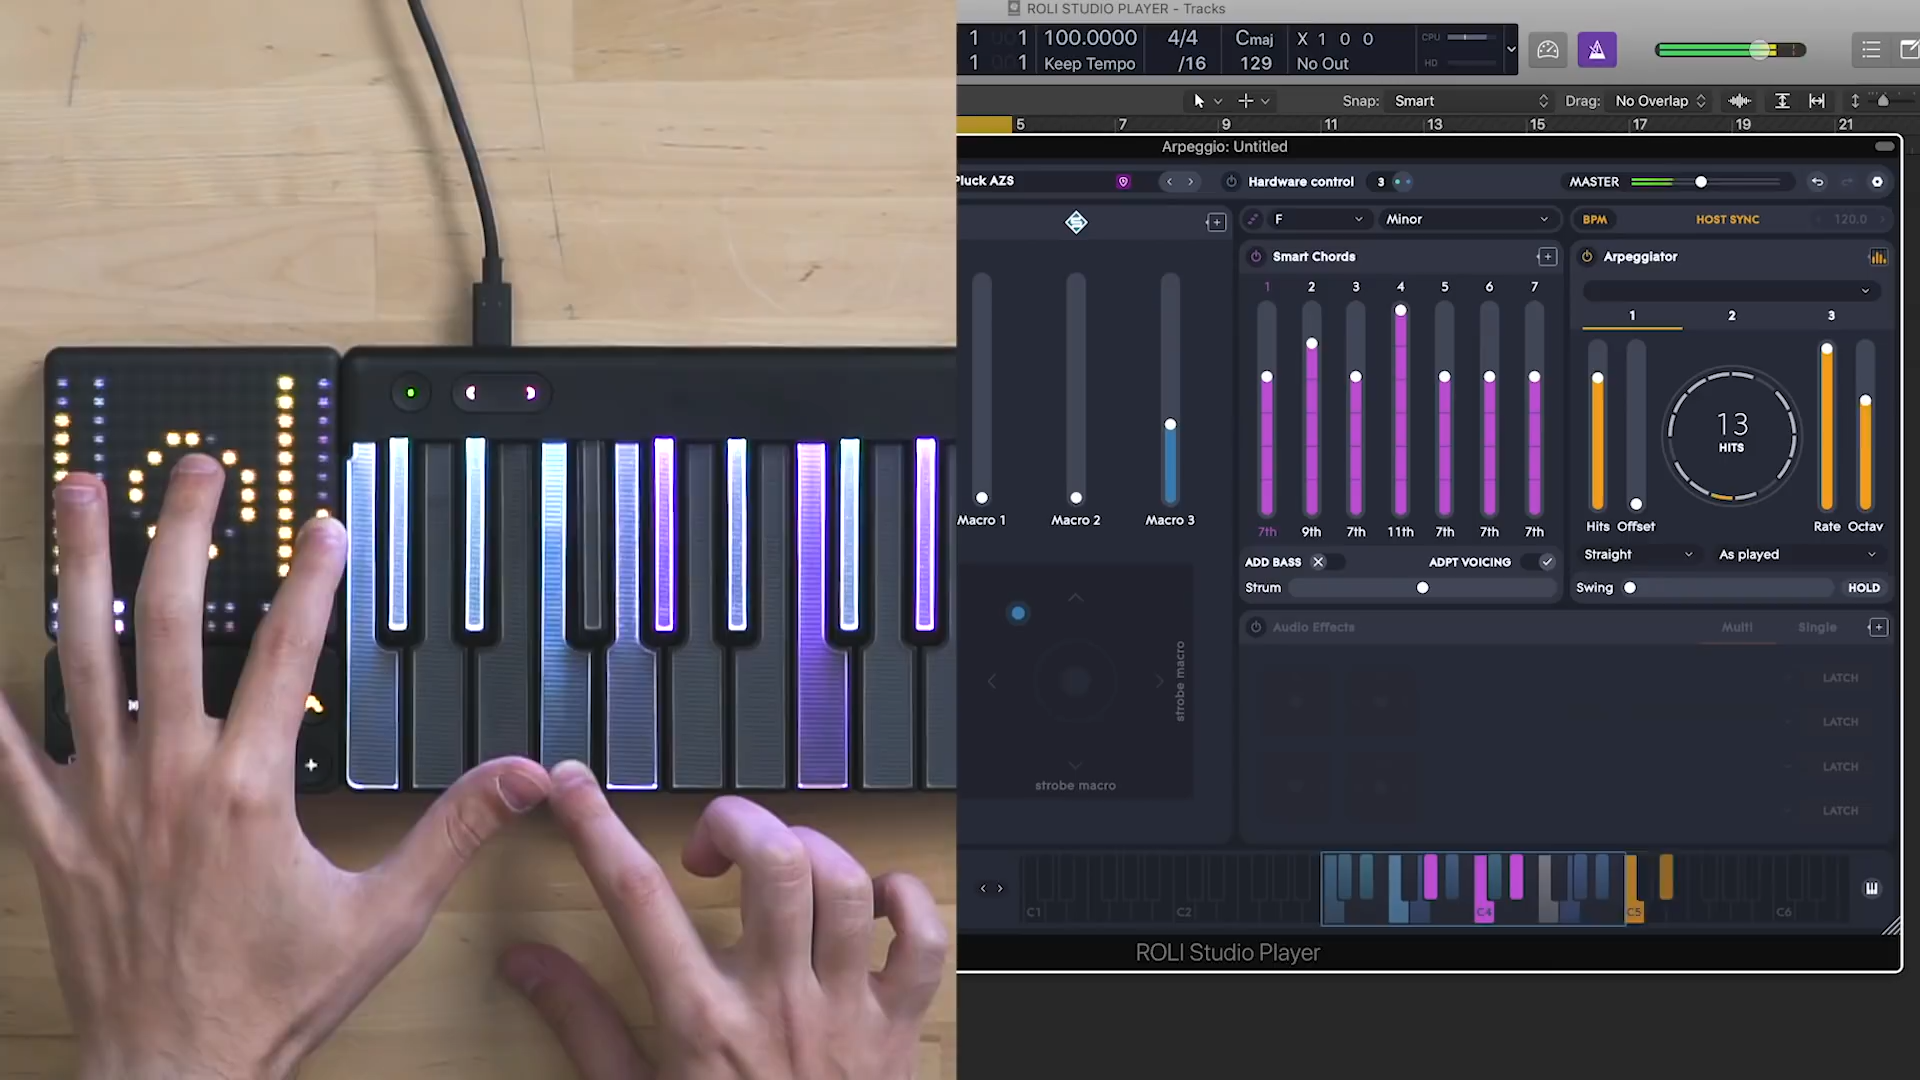 ROLI STUDIO PLAYER - Tracks
1 1 100.0000 4/4 Cmaj X 1 0 0 CPU
1 1 Keep Tempo /16 129 No Out HD
Snap: Smart Drag: No Overlap
5 7 9 11 13 15 17 19 21
Arpeggio: Untitled
Pluck AZS Hardware control 3 MASTER
F Minor BPM HOST SYNC 120.0
Smart Chords Arpeggiator
1 2 3 4 5 6 7
1 2 3
13
HITS
Macro 1 Macro 2 Macro 3
7th 9th 7th 11th 7th 7th 7th
Hits Offset Rate Octav
Straight As played
ADD BASS ADPT VOICING
Strum Swing HOLD
Audio Effects Multi Single
LATCH
LATCH
LATCH
LATCH
strobe macro
strobe macro
C1 C2 C4 C5 C6
ROLI Studio Player